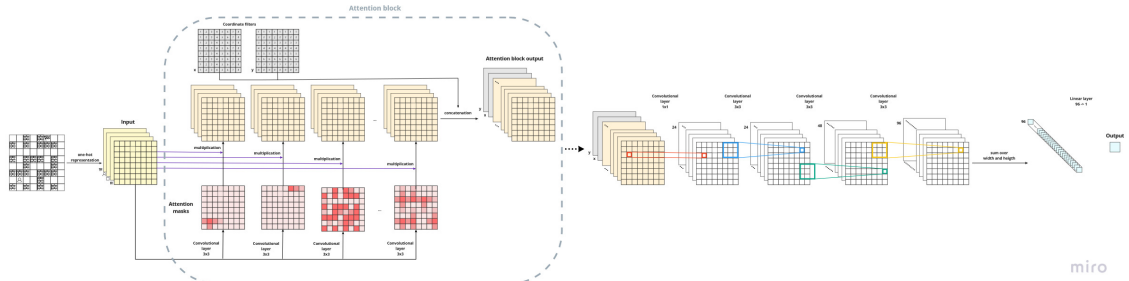 Attention block
Coordinate filters
x
y
Attention block output
y
x
Input
one-hot
representation
multiplication
multiplication
multiplication
multiplication
...
concatenation
Attention
masks
...
Convolutional
layer
3x3
Convolutional
layer
3x3
Convolutional
layer
3x3
Convolutional
layer
3x3
y
x
Convolutional
layer
1x1
Convolutional
layer
3x3
Convolutional
layer
3x3
Convolutional
layer
3x3
24
24
48
96
sum over
width and heigth
96
Linear layer
96 → 1
Output
miro